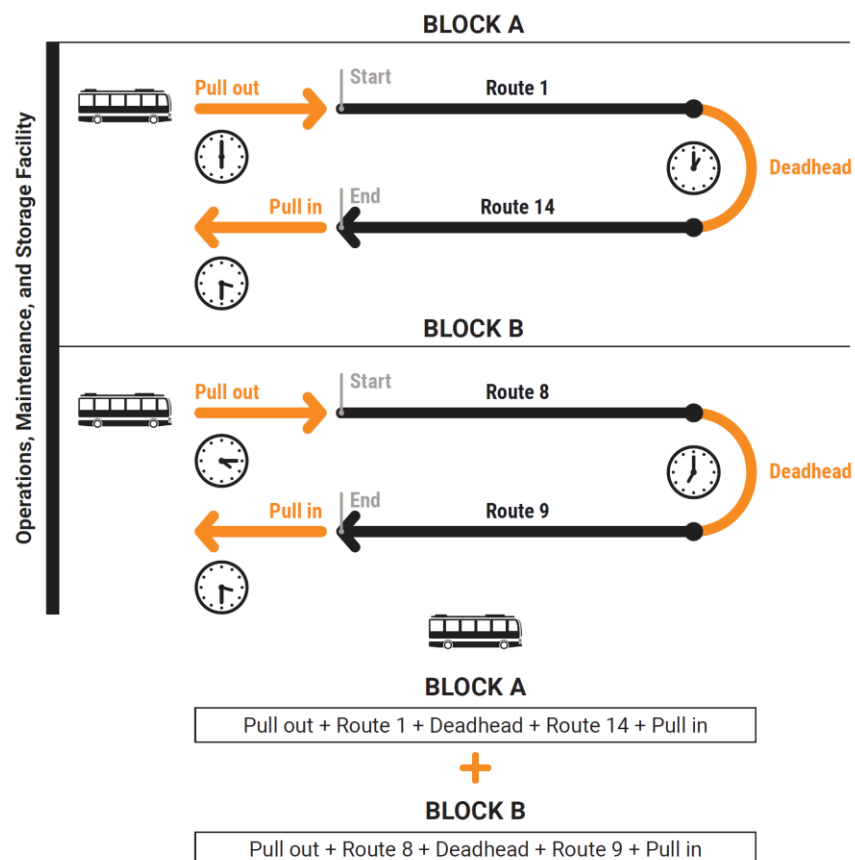 BLOCK A
Operations, Maintenance, and Storage Facility
Pull out
Start
Route 1
Deadhead
Pull in
End
Route 14
BLOCK B
Pull out
Start
Route 8
Deadhead
Pull in
End
Route 9
BLOCK A
Pull out + Route 1 + Deadhead + Route 14 + Pull in
+
BLOCK B
Pull out + Route 8 + Deadhead + Route 9 + Pull in